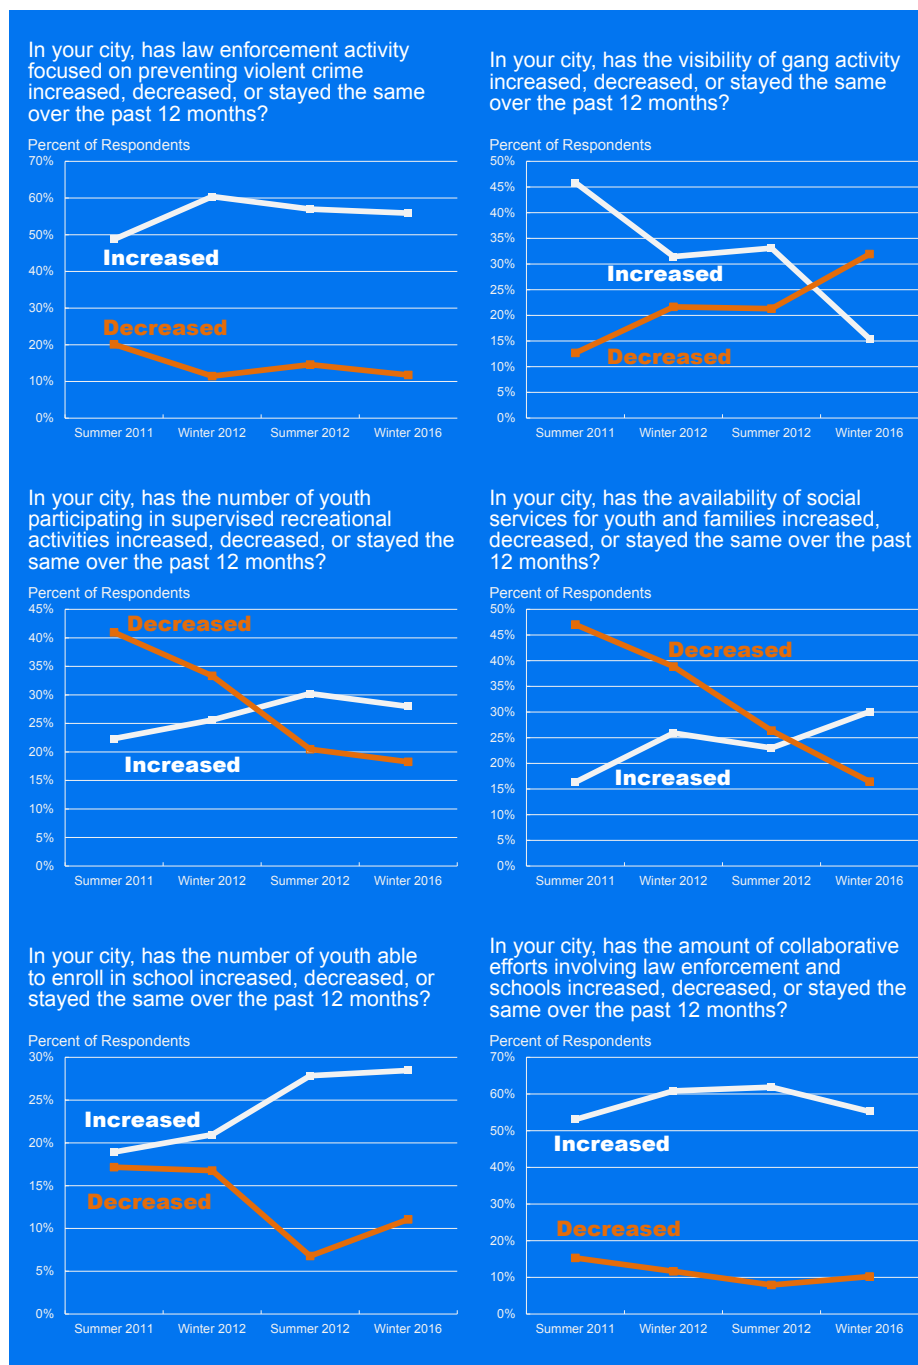 In your city, has law enforcement activity
focused on preventing violent crime
increased, decreased, or stayed the same
over the past 12 months?
Percent of Respondents
70%
60%
50%
40%
30%
20%
10%
0%
Increased
Decreased
Summer 2011 Winter 2012 Summer 2012 Winter 2016
In your city, has the visibility of gang activity
increased, decreased, or stayed the same
over the past 12 months?
Percent of Respondents
50%
45%
40%
35%
30%
25%
20%
15%
10%
5%
0%
Increased
Decreased
Summer 2011 Winter 2012 Summer 2012 Winter 2016
In your city, has the number of youth
participating in supervised recreational
activities increased, decreased, or stayed the
same over the past 12 months?
Percent of Respondents
45%
40%
35%
30%
25%
20%
15%
10%
5%
0%
Decreased
Increased
Summer 2011 Winter 2012 Summer 2012 Winter 2016
In your city, has the availability of social
services for youth and families increased,
decreased, or stayed the same over the past
12 months?
Percent of Respondents
50%
45%
40%
35%
30%
25%
20%
15%
10%
5%
0%
Decreased
Increased
Summer 2011 Winter 2012 Summer 2012 Winter 2016
In your city, has the number of youth able
to enroll in school increased, decreased, or
stayed the same over the past 12 months?
Percent of Respondents
30%
25%
20%
15%
10%
5%
0%
Increased
Decreased
Summer 2011 Winter 2012 Summer 2012 Winter 2016
In your city, has the amount of collaborative
efforts involving law enforcement and
schools increased, decreased, or stayed the
same over the past 12 months?
Percent of Respondents
70%
60%
50%
40%
30%
20%
10%
0%
Increased
Decreased
Summer 2011 Winter 2012 Summer 2012 Winter 2016